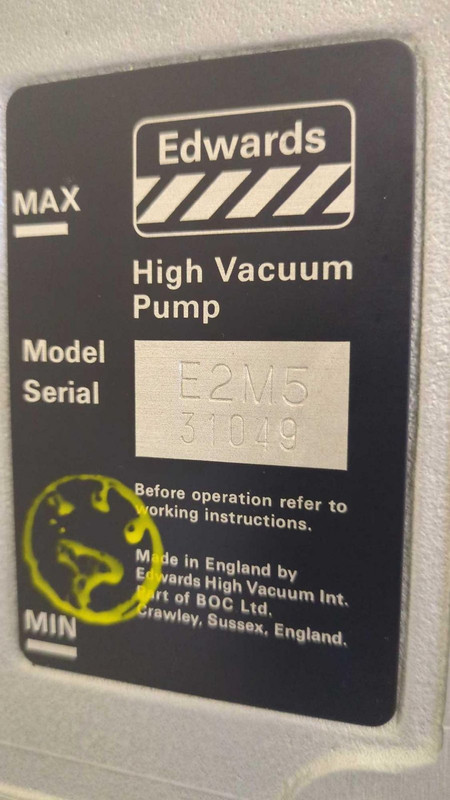 Edwards
MAX
High Vacuum
Pump
Model E2M5
Serial 31049
Before operation refer to
working instructions.
Made in England by
Edwards High Vacuum Int.
Part of BOC Ltd.
Crawley, Sussex, England.
MIN